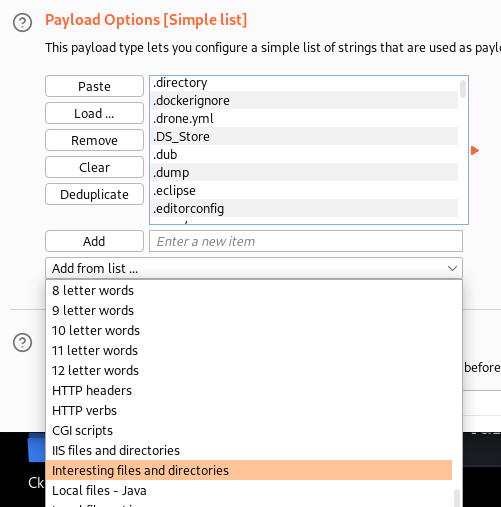 Payload Options [Simple list]
This payload type lets you configure a simple list of strings that are used as
Paste
Load ...
Remove
Clear
Deduplicate
.directory
.dockerignore
.drone.yml
.DS_Store
.dub
.dump
.eclipse
.editorconfig
Add
Enter a new item
Add from list ...
8 letter words
9 letter words
10 letter words
11 letter words
12 letter words
HTTP headers
HTTP verbs
CGI scripts
IIS files and directories
Interesting files and directories
Local files - Java
before
Ck